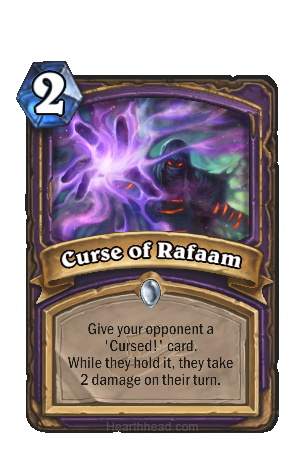 2
Curse of Rafaam
Give your opponent a
'Cursed!' card.
While they hold it, they take
2 damage on their turn.
Hearthhead.com